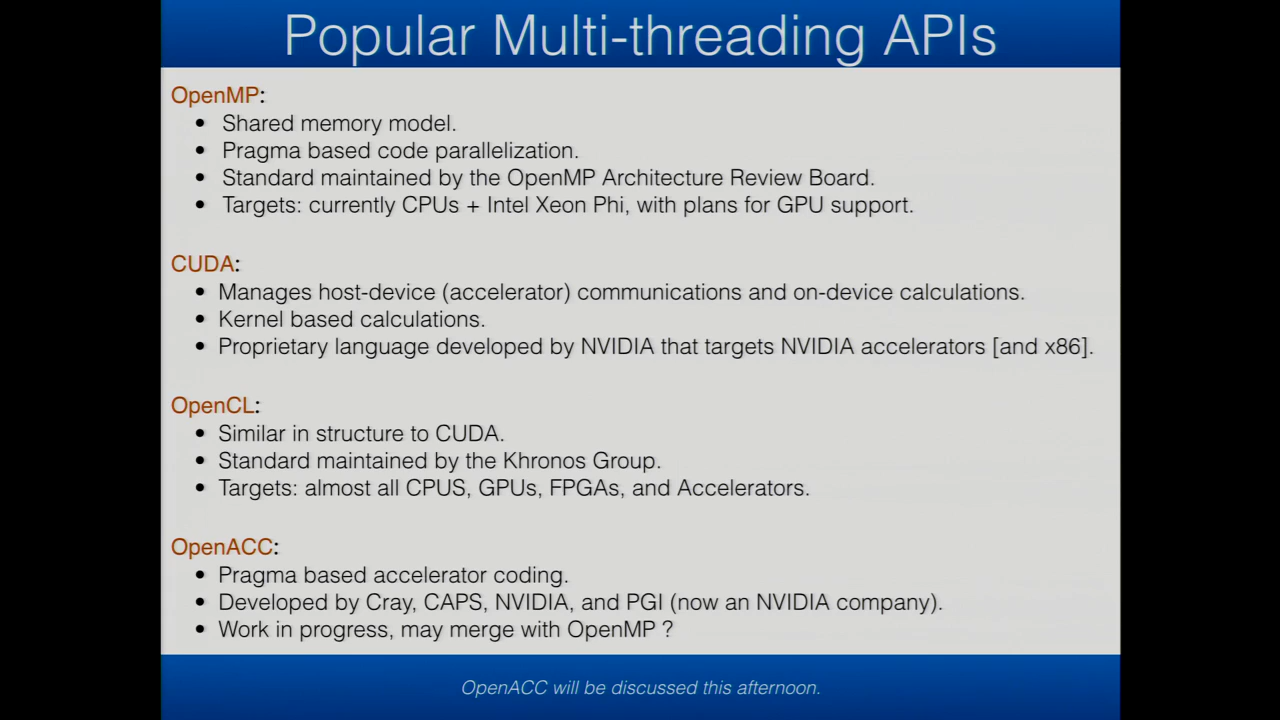 Popular Multi-threading APIs
OpenMP:
• Shared memory model.
• Pragma based code parallelization.
• Standard maintained by the OpenMP Architecture Review Board.
• Targets: currently CPUs + Intel Xeon Phi, with plans for GPU support.
CUDA:
• Manages host-device (accelerator) communications and on-device calculations.
• Kernel based calculations.
• Proprietary language developed by NVIDIA that targets NVIDIA accelerators [and x86].
OpenCL:
• Similar in structure to CUDA.
• Standard maintained by the Khronos Group.
• Targets: almost all CPUS, GPUs, FPGAs, and Accelerators.
OpenACC:
• Pragma based accelerator coding.
• Developed by Cray, CAPS, NVIDIA, and PGI (now an NVIDIA company).
• Work in progress, may merge with OpenMP ?
OpenACC will be discussed this afternoon.